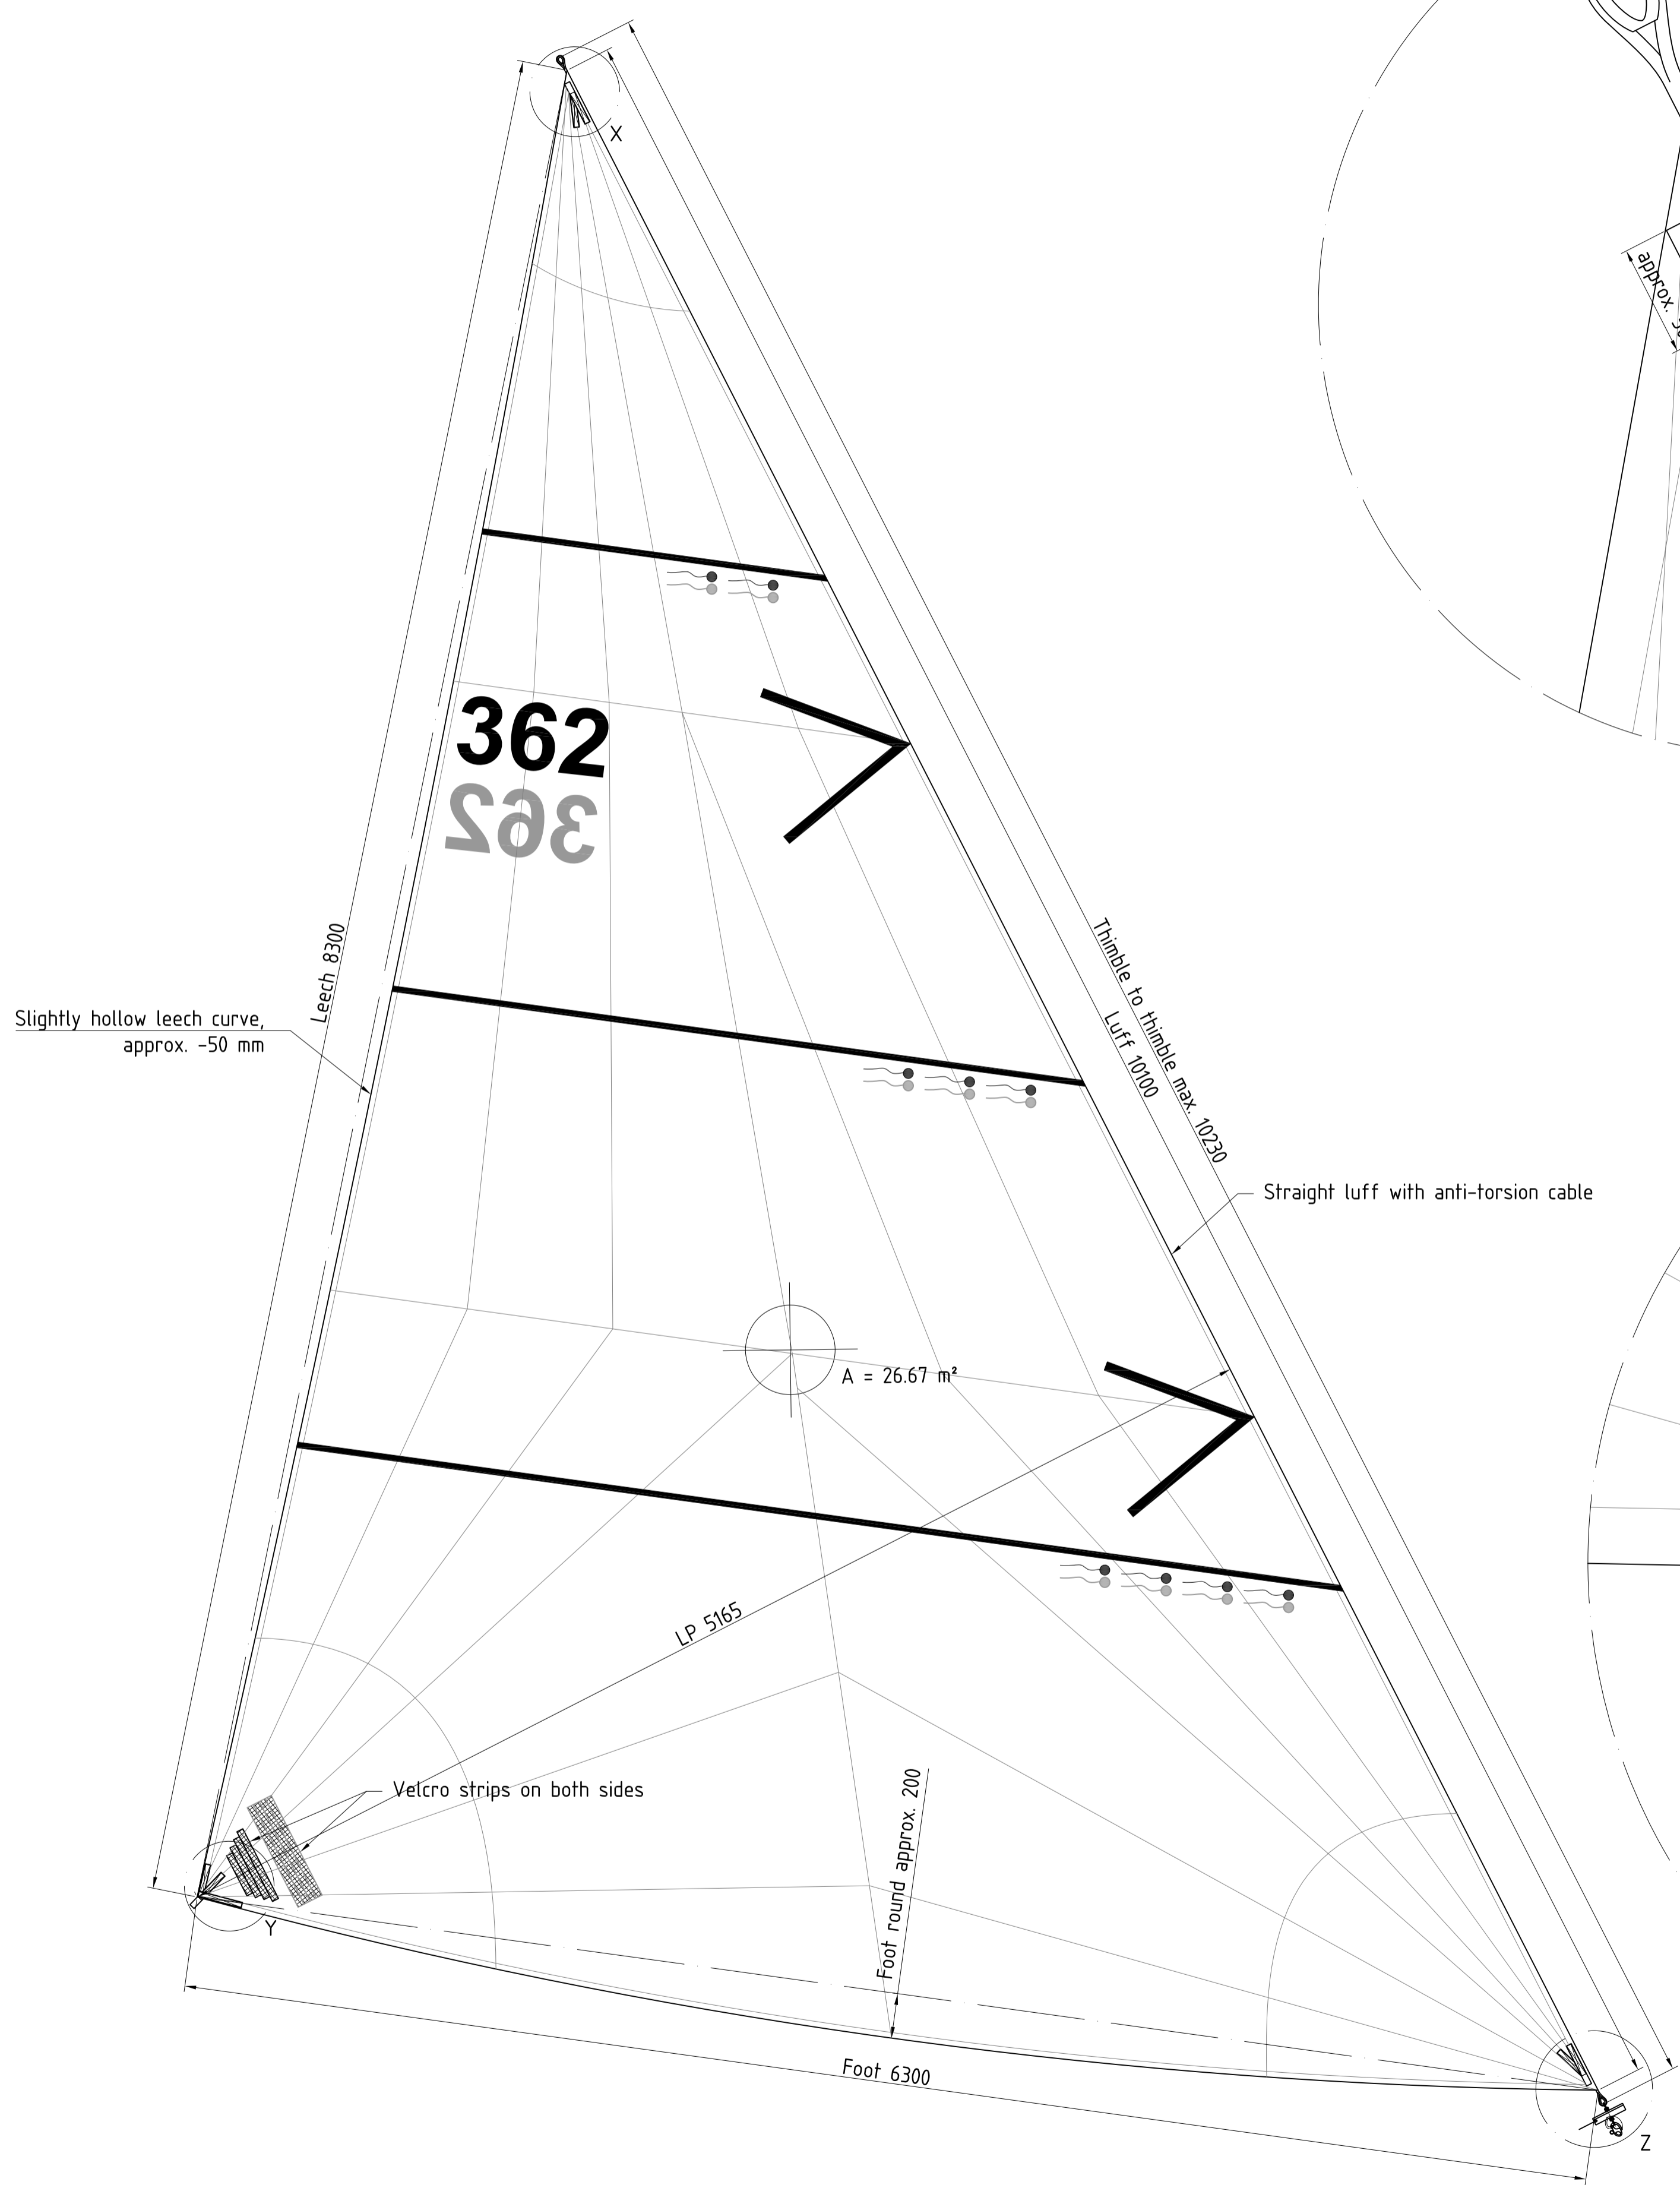 X
approx.
362
362
Leech 8300
Thimble to thimble max. 10230
Luff 10100
Slightly hollow leech curve,
approx. -50 mm
Straight luff with anti-torsion cable
A = 26.67 m²
LP 5165
Velcro strips on both sides
Foot round approx. 200
Y
Foot 6300
Z